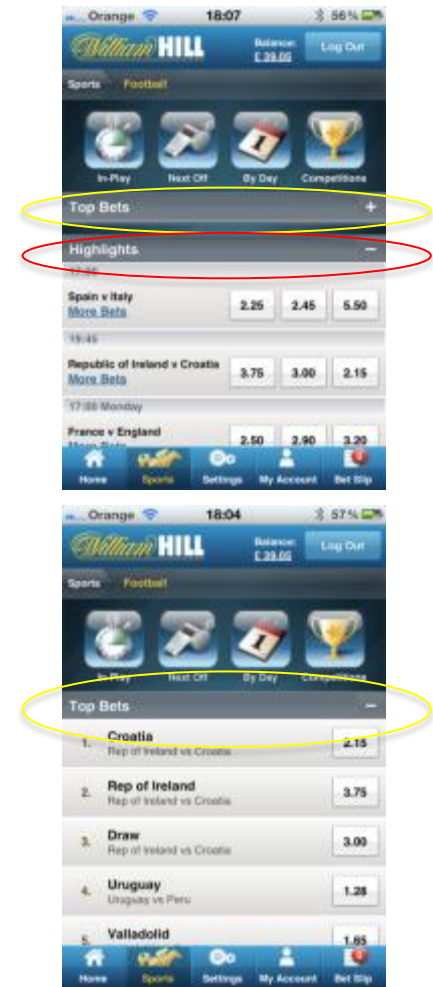 Orange 18:07 56%
William HILL Balance: £39.05 Log Out
Sports Football
In-Play Next Off By Day Competitions
Top Bets +
Highlights −
17:00
Spain v Italy
More Bets 2.25 2.45 5.50
19:45
Republic of Ireland v Croatia
More Bets 3.75 3.00 2.15
17:00 Monday
France v England
More Bets 2.50 2.90 3.20
Home Sports Settings My Account Bet Slip
Orange 18:04 57%
William HILL Balance: £39.05 Log Out
Sports Football
In-Play Next Off By Day Competitions
Top Bets −
1. Croatia 2.15
Rep of Ireland vs Croatia
2. Rep of Ireland 3.75
Rep of Ireland vs Croatia
3. Draw 3.00
Rep of Ireland vs Croatia
4. Uruguay 1.28
Uruguay vs Peru
5. Valladolid 1.65
Home Sports Settings My Account Bet Slip